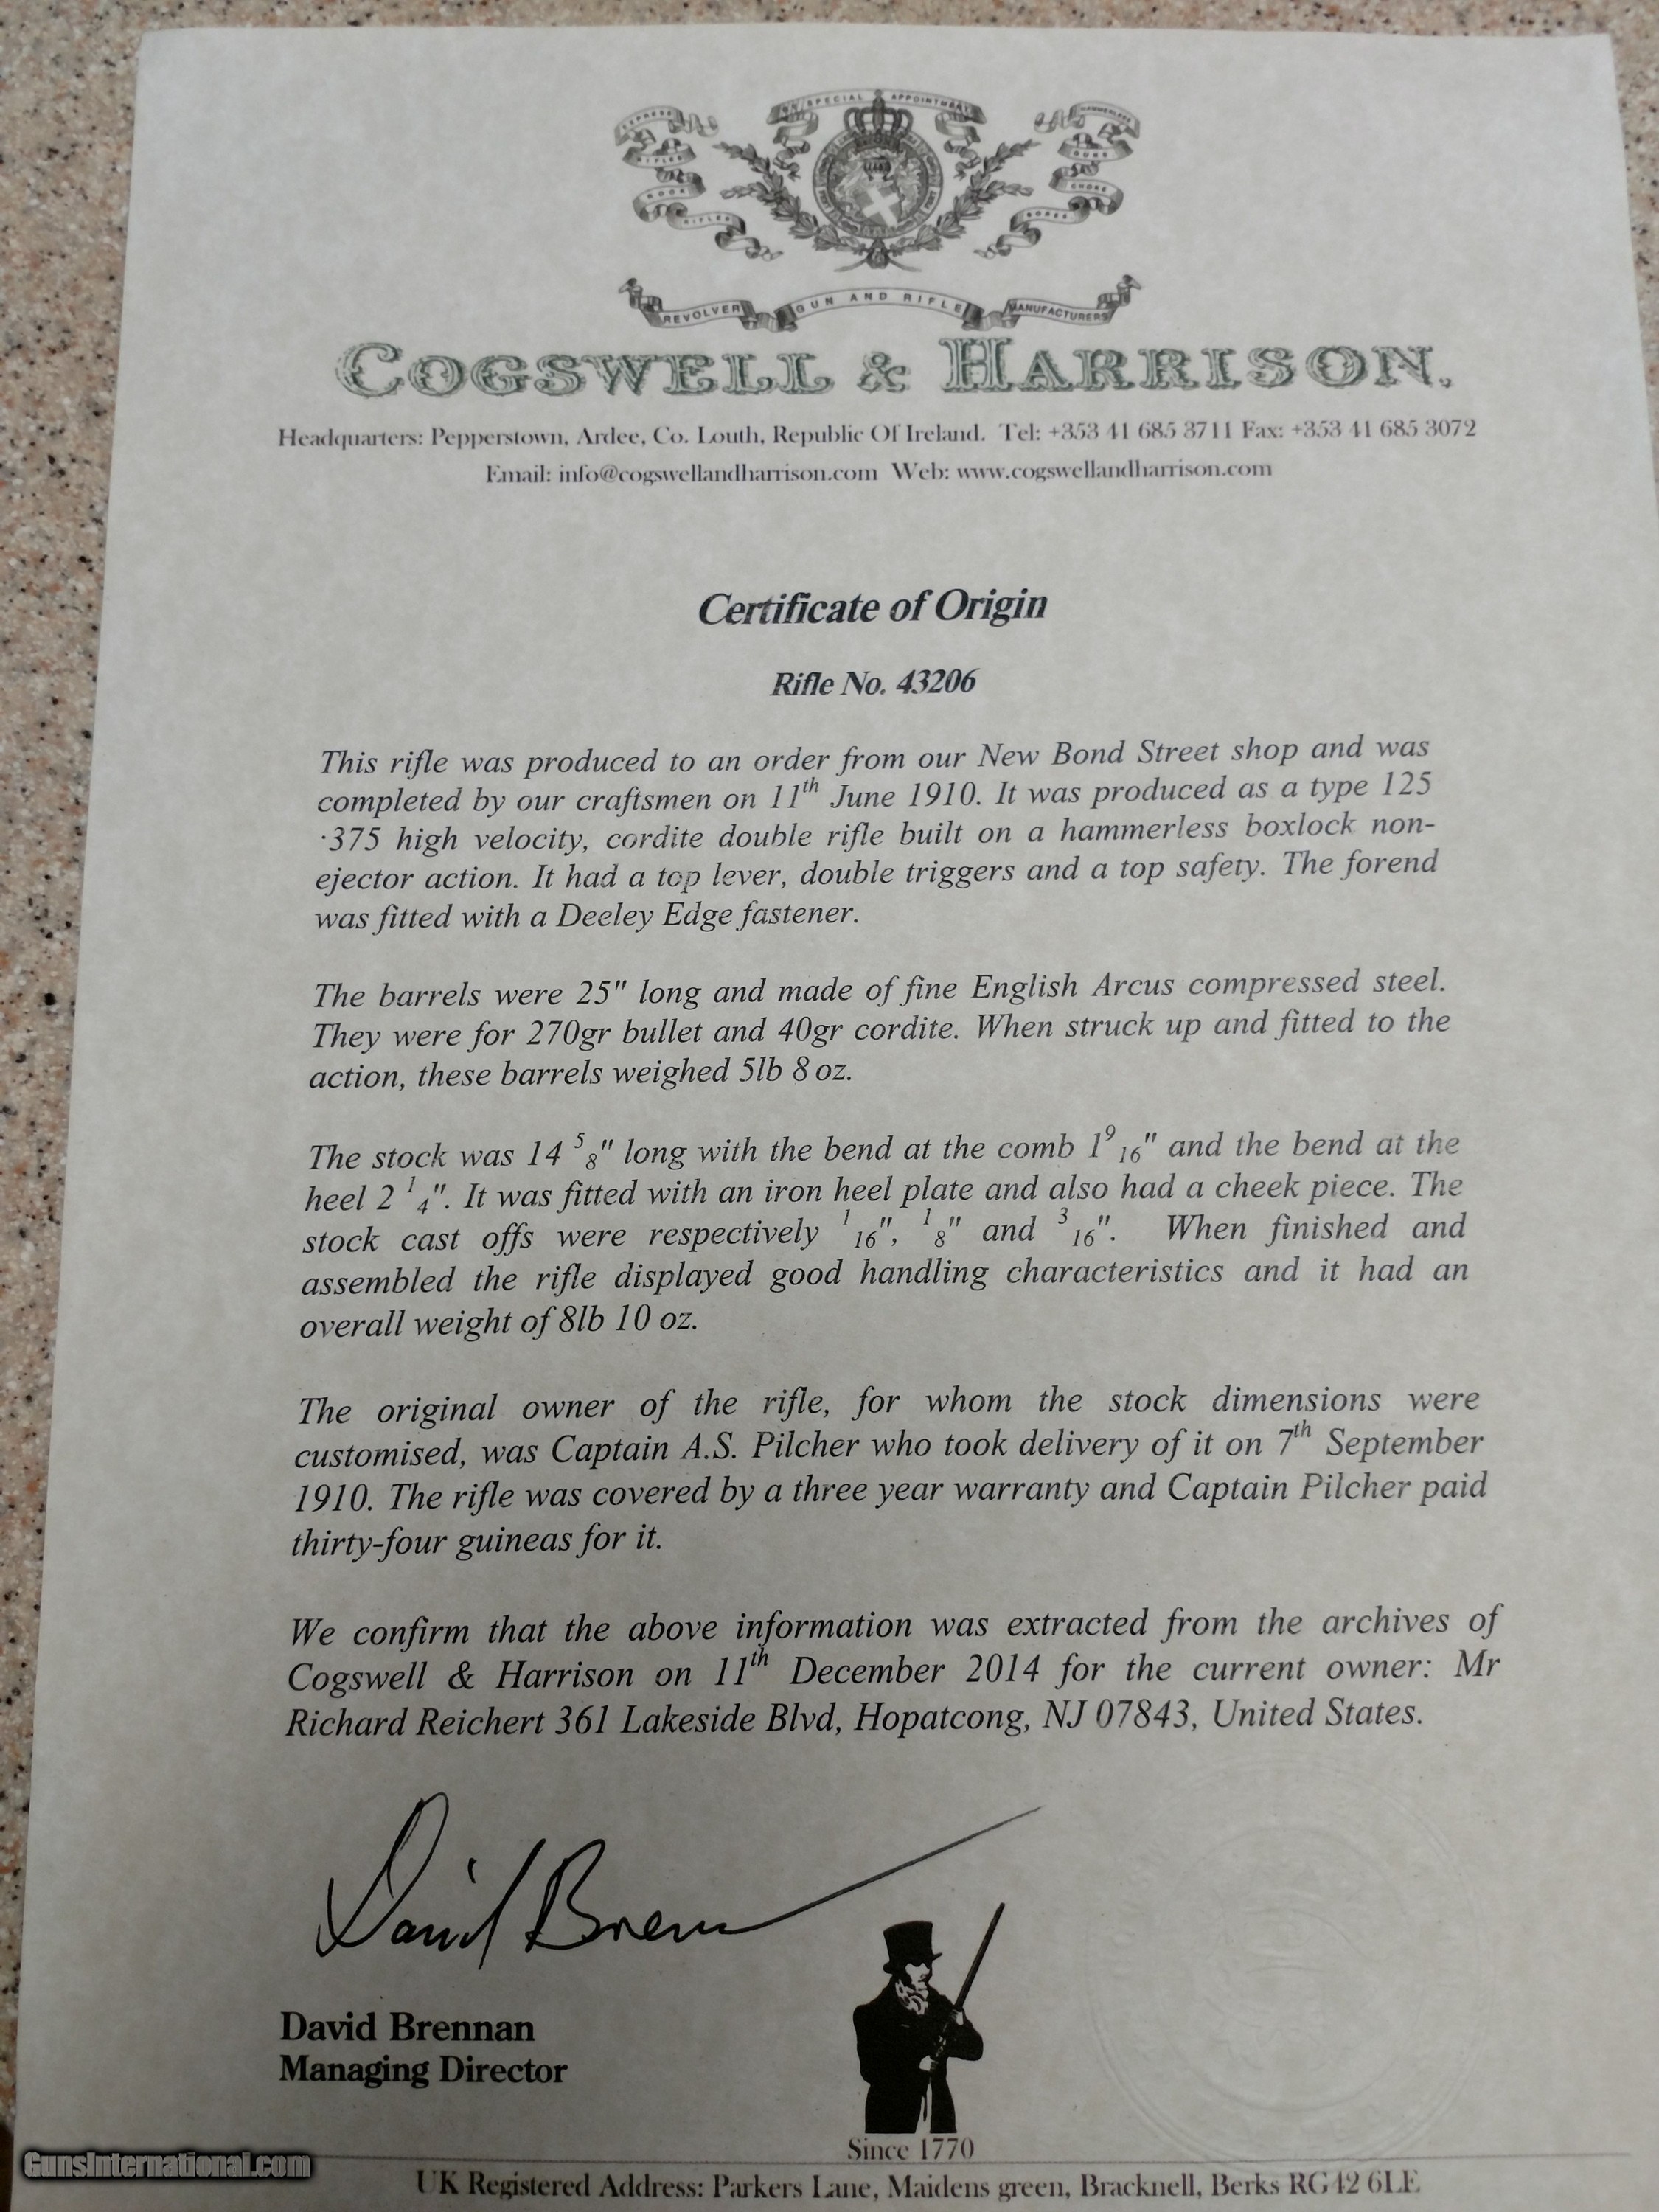 BY SPECIAL APPOINTMENT
EXPRESS
RIFLES
ROOK
RIFLES
HAMMERLESS
GUNS
CHOKE
BORES
REVOLVER GUN AND RIFLE MANUFACTURERS
COGSWELL & HARRISON.
Headquarters: Pepperstown, Ardee, Co. Louth, Republic Of Ireland. Tel: +353 41 685 3711 Fax: +353 41 685 3072
Email: info@cogswellandharrison.com Web: www.cogswellandharrison.com
Certificate of Origin
Rifle No. 43206
This rifle was produced to an order from our New Bond Street shop and was
completed by our craftsmen on 11th June 1910. It was produced as a type 125
·375 high velocity, cordite double rifle built on a hammerless boxlock non-
ejector action. It had a top lever, double triggers and a top safety. The forend
was fitted with a Deeley Edge fastener.
The barrels were 25" long and made of fine English Arcus compressed steel.
They were for 270gr bullet and 40gr cordite. When struck up and fitted to the
action, these barrels weighed 5lb 8 oz.
The stock was 14 5/8" long with the bend at the comb 1 9/16" and the bend at the
heel 2 1/4". It was fitted with an iron heel plate and also had a cheek piece. The
stock cast offs were respectively 1/16", 1/8" and 3/16". When finished and
assembled the rifle displayed good handling characteristics and it had an
overall weight of 8lb 10 oz.
The original owner of the rifle, for whom the stock dimensions were
customised, was Captain A.S. Pilcher who took delivery of it on 7th September
1910. The rifle was covered by a three year warranty and Captain Pilcher paid
thirty-four guineas for it.
We confirm that the above information was extracted from the archives of
Cogswell & Harrison on 11th December 2014 for the current owner: Mr
Richard Reichert 361 Lakeside Blvd, Hopatcong, NJ 07843, United States.
David Brennan
David Brennan
Managing Director
Since 1770
GunsInternational.com
UK Registered Address: Parkers Lane, Maidens green, Bracknell, Berks RG42 6LE